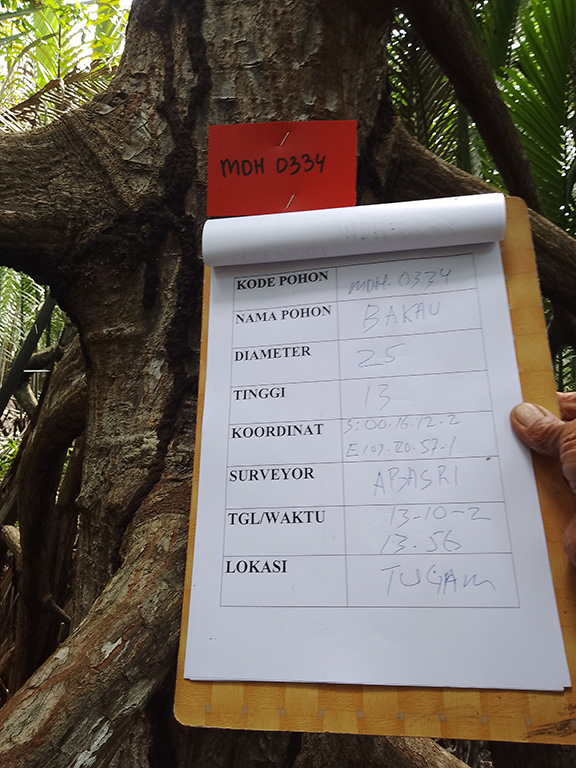 MDH 0334
KODE POHON MDH.0334
NAMA POHON BAKAU
DIAMETER 25
TINGGI 13
KOORDINAT S:00.16.12.2
E103.20.57.1
SURVEYOR ABASRI
TGL/WAKTU 13-10-2
13.56
LOKASI TUGAM